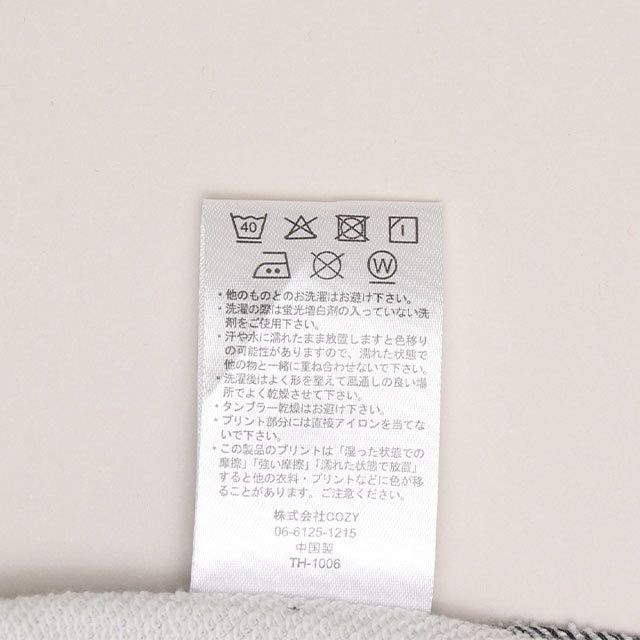 40
W
・他のものとのお洗濯はお避け下さい。
・洗濯の際は蛍光増白剤の入っていない洗
剤をご使用下さい。
・汗や水に濡れたまま放置しますと色移り
の可能性がありますので、濡れた状態で
他の物と一緒に重ね合わせないで下さい。
・洗濯後はよく形を整えて風通しの良い場
所でよく乾燥させて下さい。
・タンブラー乾燥はお避け下さい。
・プリント部分には直接アイロンを当てな
いで下さい。
・この製品のプリントは「湿った状態での
摩擦」「強い摩擦」「濡れた状態で放置」
すると他の衣料・プリントなどに色が移
ることがあります。ご注意ください。
株式会社COZY
06-6125-1215
中国製
TH-1006